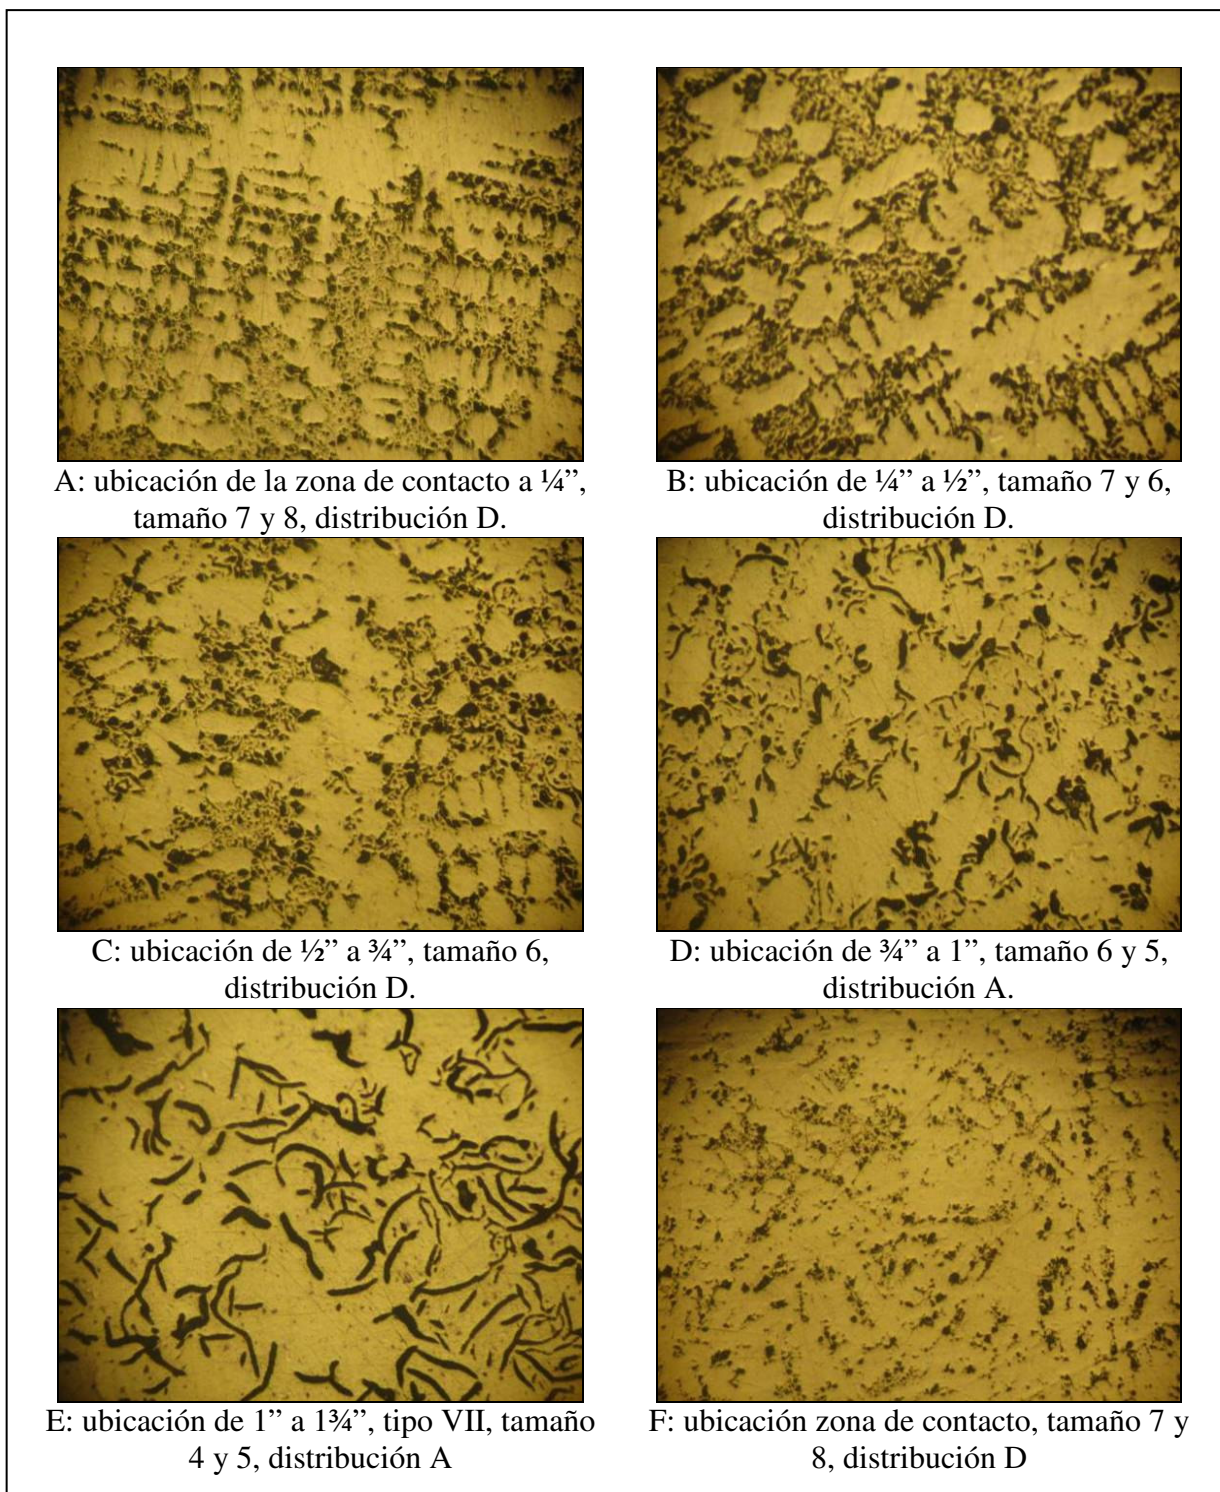 A: ubicación de la zona de contacto a ¼”,
tamaño 7 y 8, distribución D.
B: ubicación de ¼” a ½”, tamaño 7 y 6,
distribución D.
C: ubicación de ½” a ¾”, tamaño 6,
distribución D.
D: ubicación de ¾” a 1”, tamaño 6 y 5,
distribución A.
E: ubicación de 1” a 1¾”, tipo VII, tamaño
4 y 5, distribución A
F: ubicación zona de contacto, tamaño 7 y
8, distribución D